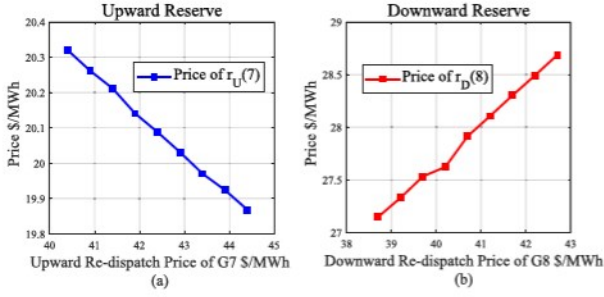 Upward Reserve
20.4
20.3
20.2
20.1
20
19.9
19.8
Price $/MWh
Price of r_U(7)
40 41 42 43 44 45
Upward Re-dispatch Price of G7 $/MWh
(a)
Downward Reserve
29
28.5
28
27.5
27
Price $/MWh
Price of r_D(8)
38 39 40 41 42 43
Downward Re-dispatch Price of G8 $/MWh
(b)